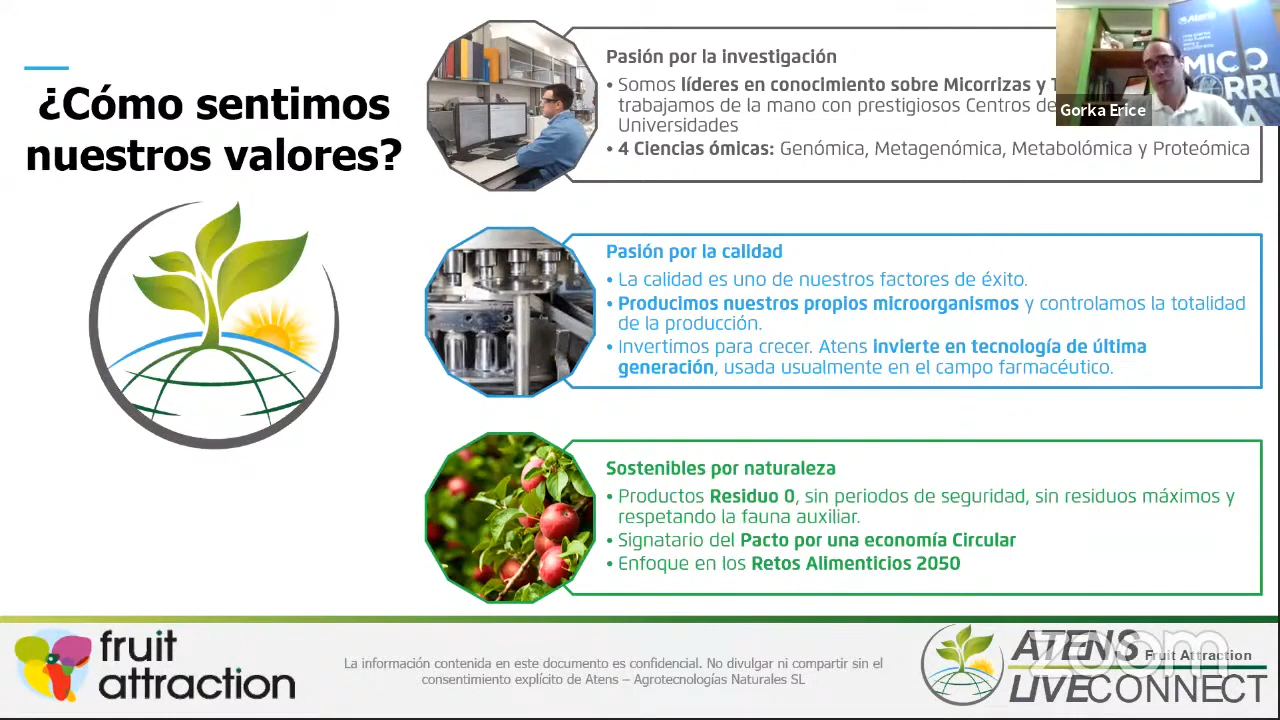 ¿Cómo sentimos
nuestros valores?
Pasión por la investigación
• Somos líderes en conocimiento sobre Micorrizas y
trabajamos de la mano con prestigiosos Centros de
Universidades
• 4 Ciencias ómicas: Genómica, Metagenómica, Metabolómica y Proteómica
Atens
MICO
RRI
ZA
Gorka Erice
Pasión por la calidad
• La calidad es uno de nuestros factores de éxito.
• Producimos nuestros propios microorganismos y controlamos la totalidad
de la producción.
• Invertimos para crecer. Atens invierte en tecnología de última
generación, usada usualmente en el campo farmacéutico.
Sostenibles por naturaleza
• Productos Residuo 0, sin periodos de seguridad, sin residuos máximos y
respetando la fauna auxiliar.
• Signatario del Pacto por una economía Circular
• Enfoque en los Retos Alimenticios 2050
fruit
attraction
La información contenida en este documento es confidencial. No divulgar ni compartir sin el
consentimiento explícito de Atens – Agrotecnologías Naturales SL
ATENS Fruit Attraction
LIVECONNECT
zoom